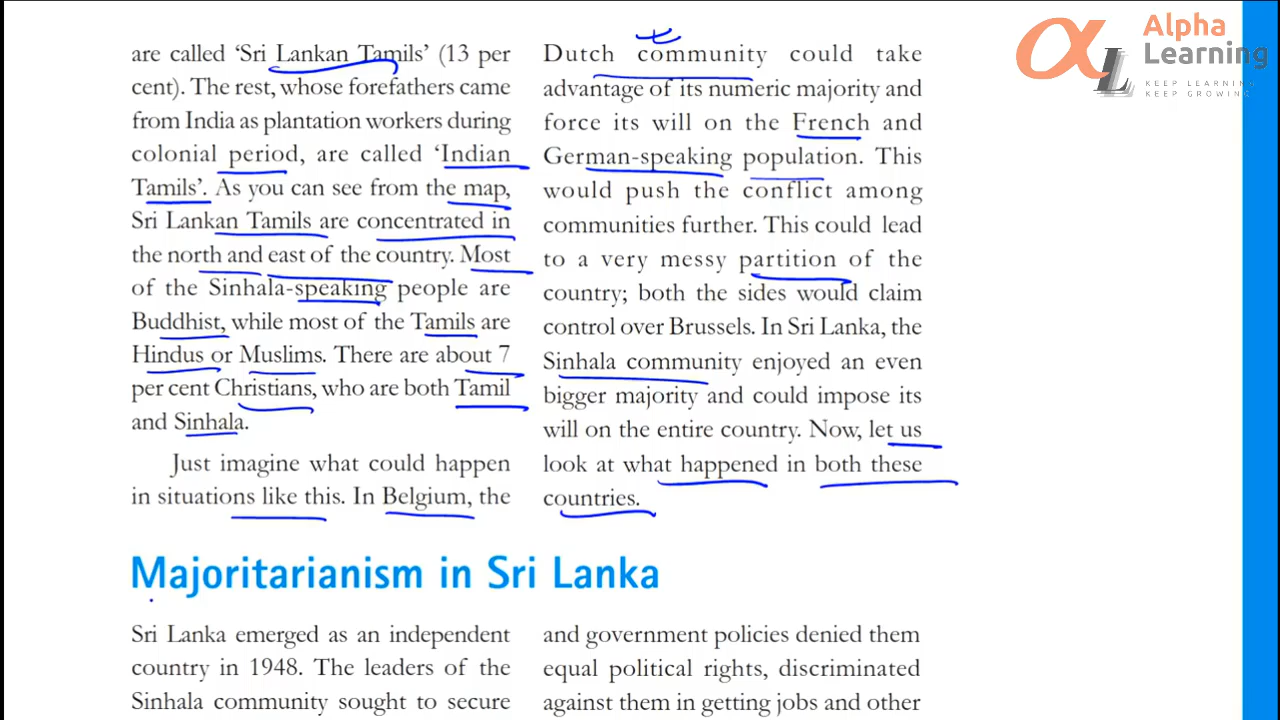 are called ‘Sri Lankan Tamils’ (13 per
cent). The rest, whose forefathers came
from India as plantation workers during
colonial period, are called ‘Indian
Tamils’. As you can see from the map,
Sri Lankan Tamils are concentrated in
the north and east of the country. Most
of the Sinhala-speaking people are
Buddhist, while most of the Tamils are
Hindus or Muslims. There are about 7
per cent Christians, who are both Tamil
and Sinhala.
Just imagine what could happen
in situations like this. In Belgium, the
Dutch community could take
advantage of its numeric majority and
force its will on the French and
German-speaking population. This
would push the conflict among
communities further. This could lead
to a very messy partition of the
country; both the sides would claim
control over Brussels. In Sri Lanka, the
Sinhala community enjoyed an even
bigger majority and could impose its
will on the entire country. Now, let us
look at what happened in both these
countries.
Majoritarianism in Sri Lanka
Sri Lanka emerged as an independent
country in 1948. The leaders of the
Sinhala community sought to secure
and government policies denied them
equal political rights, discriminated
against them in getting jobs and other
Alpha
Learning
KEEP LEARNING
KEEP GROWING